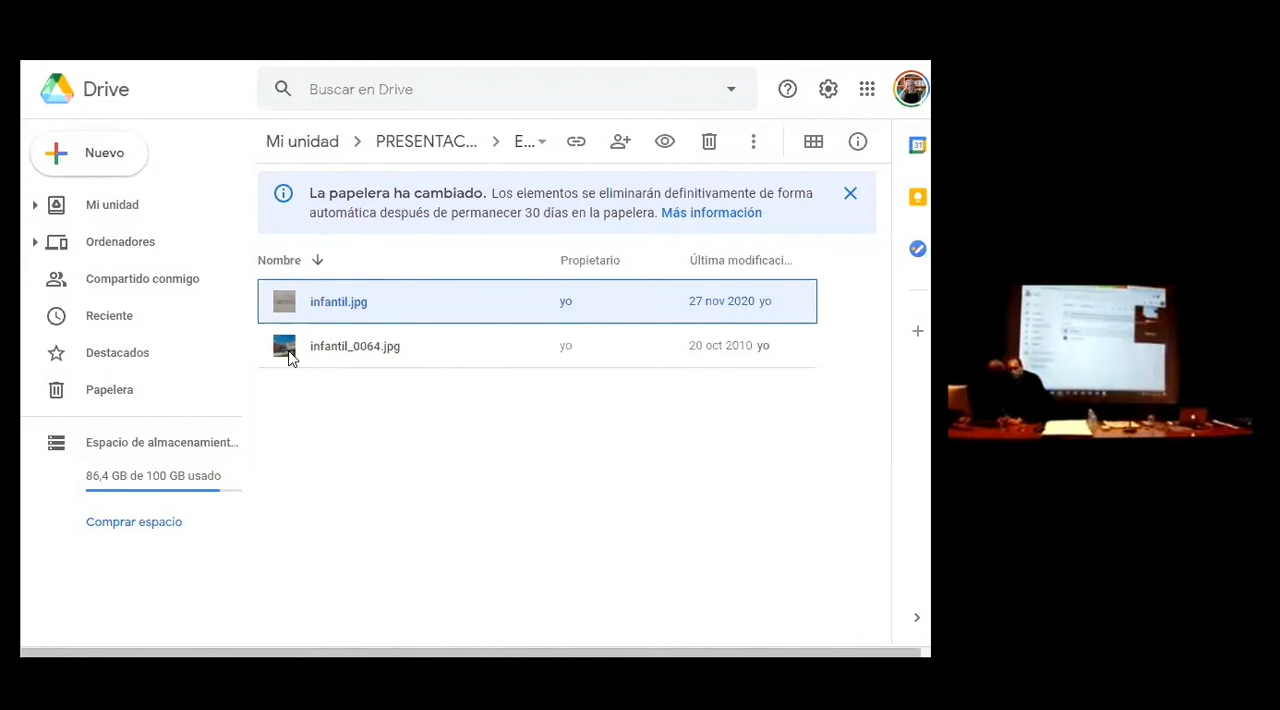 Drive
Buscar en Drive
Nuevo
Mi unidad
Ordenadores
Compartido conmigo
Reciente
Destacados
Papelera
Espacio de almacenamient...
86,4 GB de 100 GB usado
Comprar espacio
Mi unidad > PRESENTAC... > E...
La papelera ha cambiado. Los elementos se eliminarán definitivamente de forma
automática después de permanecer 30 días en la papelera. Más información
Nombre Propietario Última modificaci...
infantil.jpg yo 27 nov 2020 yo
infantil_0064.jpg yo 20 oct 2010 yo
31